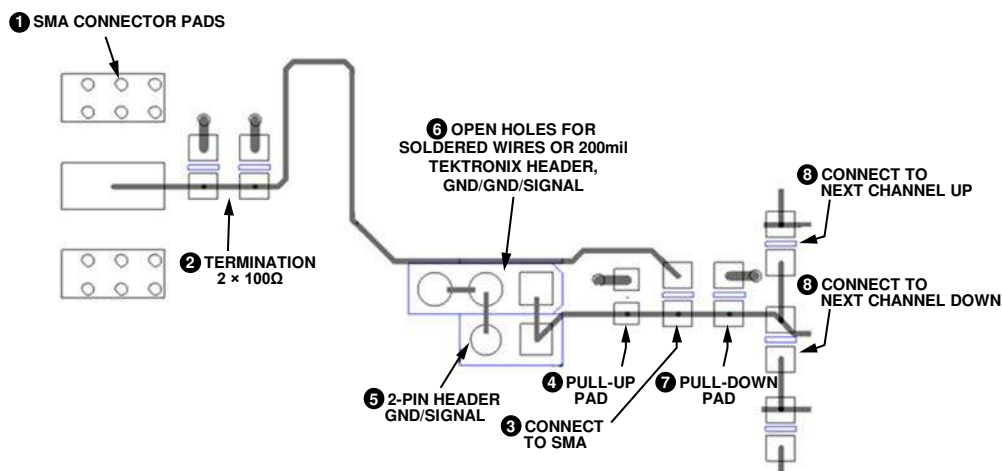 1 SMA CONNECTOR PADS
6 OPEN HOLES FOR
SOLDERED WIRES OR 200mil
TEKTRONIX HEADER,
GND/GND/SIGNAL
8 CONNECT TO
NEXT CHANNEL UP
2 TERMINATION
2 × 100Ω
8 CONNECT TO
NEXT CHANNEL DOWN
5 2-PIN HEADER
GND/SIGNAL
4 PULL-UP
PAD
7 PULL-DOWN
PAD
3 CONNECT
TO SMA